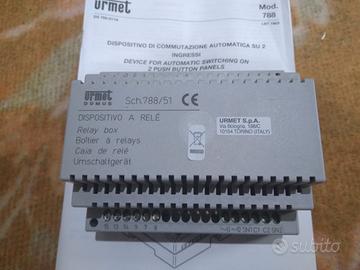 urmet
Mod.
788
DISPOSITIVO DI COMMUTAZIONE AUTOMATICA SU 2
INGRESSI
DEVICE FOR AUTOMATIC SWITCHING ON
2 PUSH BUTTON PANELS
urmet
DOMUS
Sch.788/51 CE
DISPOSITIVO A RELÉ
Relay box
Boîtier à relays
Caja de relé
Umschaltgerät
URMET S.p.A.
Via Bologna, 188/C
10154 TORINO (ITALY)
subito